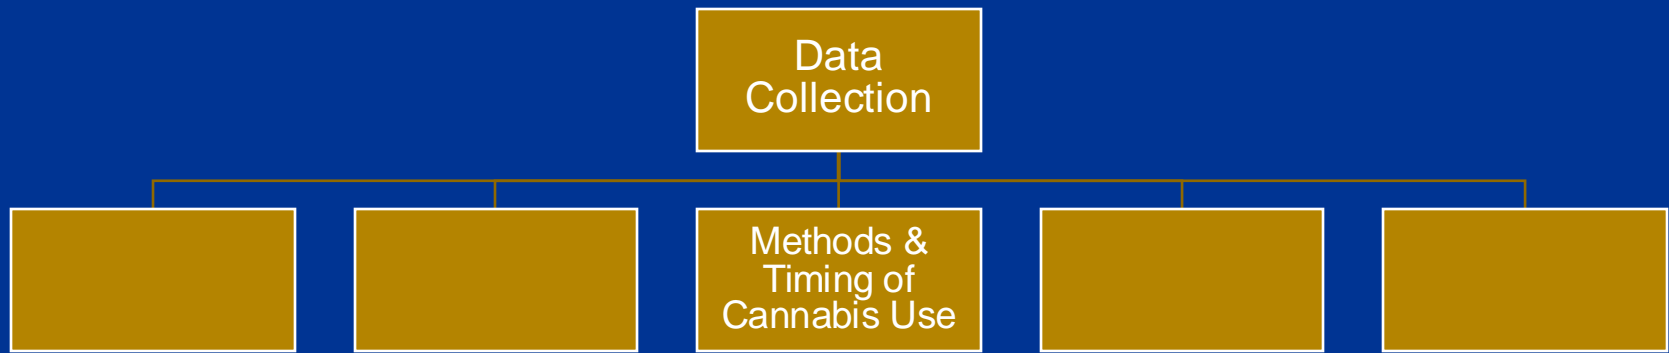 Data
Collection
Methods &
Timing of
Cannabis Use